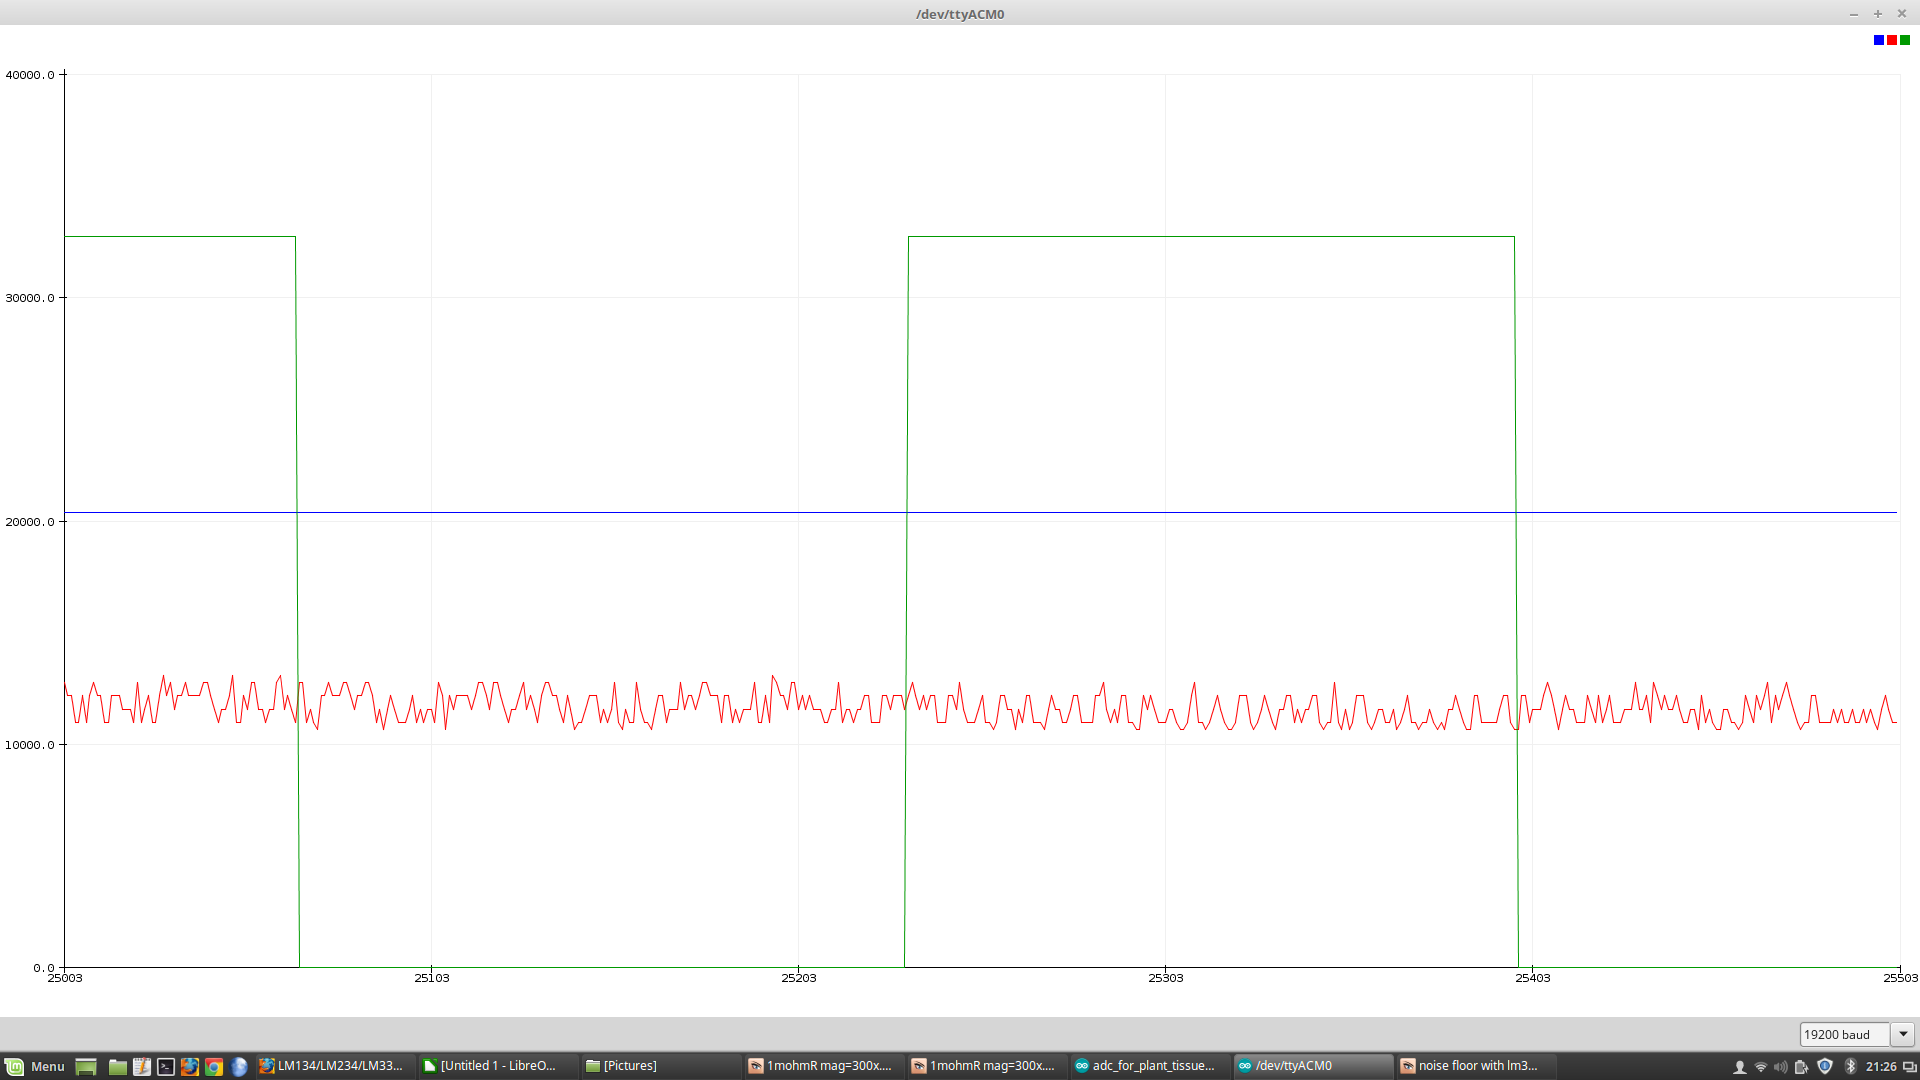 /dev/ttyACM0
40000.0
30000.0
20000.0
10000.0
0.0
25003 25103 25203 25303 25403 25503
19200 baud
Menu LM134/LM234/LM33... [Untitled 1 - LibreO... [Pictures] 1mohmR mag=300x.... 1mohmR mag=300x.... adc_for_plant_tissue... /dev/ttyACM0 noise floor with lm3... 21:26